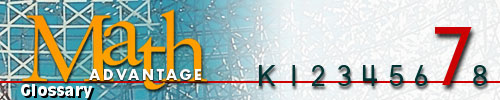 Math
ADVANTAGE
K 1 2 3 4 5 6 7 8
Glossary